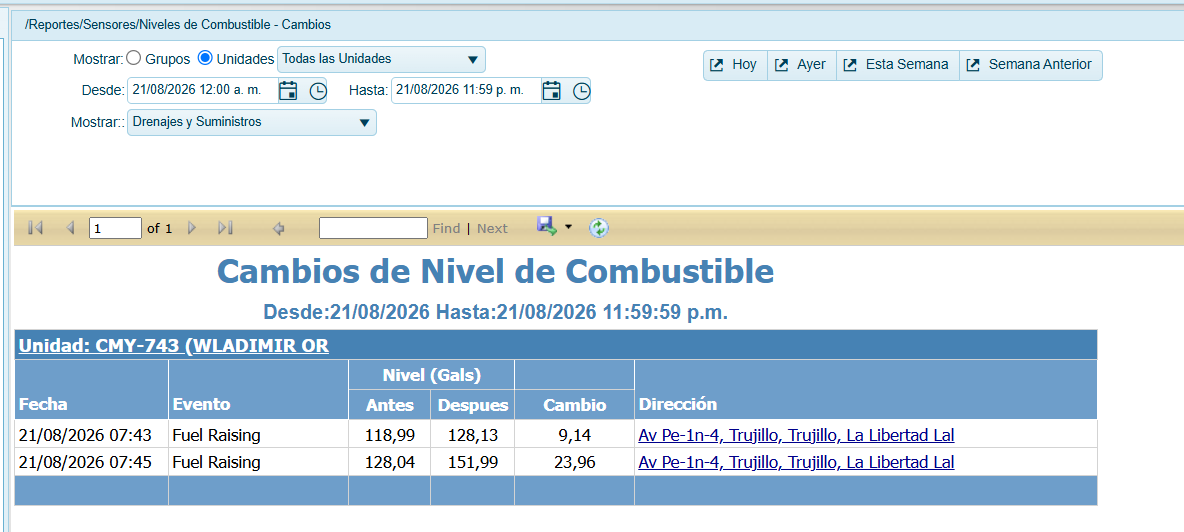 /Reportes/Sensores/Niveles de Combustible - Cambios
Mostrar: Grupos Unidades Todas las Unidades
Hoy Ayer Esta Semana Semana Anterior
Desde: 21/08/2026 12:00 a. m. Hasta: 21/08/2026 11:59 p. m.
Mostrar:: Drenajes y Suministros
1 of 1 Find | Next
Cambios de Nivel de Combustible
Desde:21/08/2026 Hasta:21/08/2026 11:59:59 p.m.
Unidad: CMY-743 (WLADIMIR OR
Nivel (Gals)
Fecha Evento Antes Despues Cambio Dirección
21/08/2026 07:43 Fuel Raising 118,99 128,13 9,14 Av Pe-1n-4, Trujillo, Trujillo, La Libertad Lal
21/08/2026 07:45 Fuel Raising 128,04 151,99 23,96 Av Pe-1n-4, Trujillo, Trujillo, La Libertad Lal